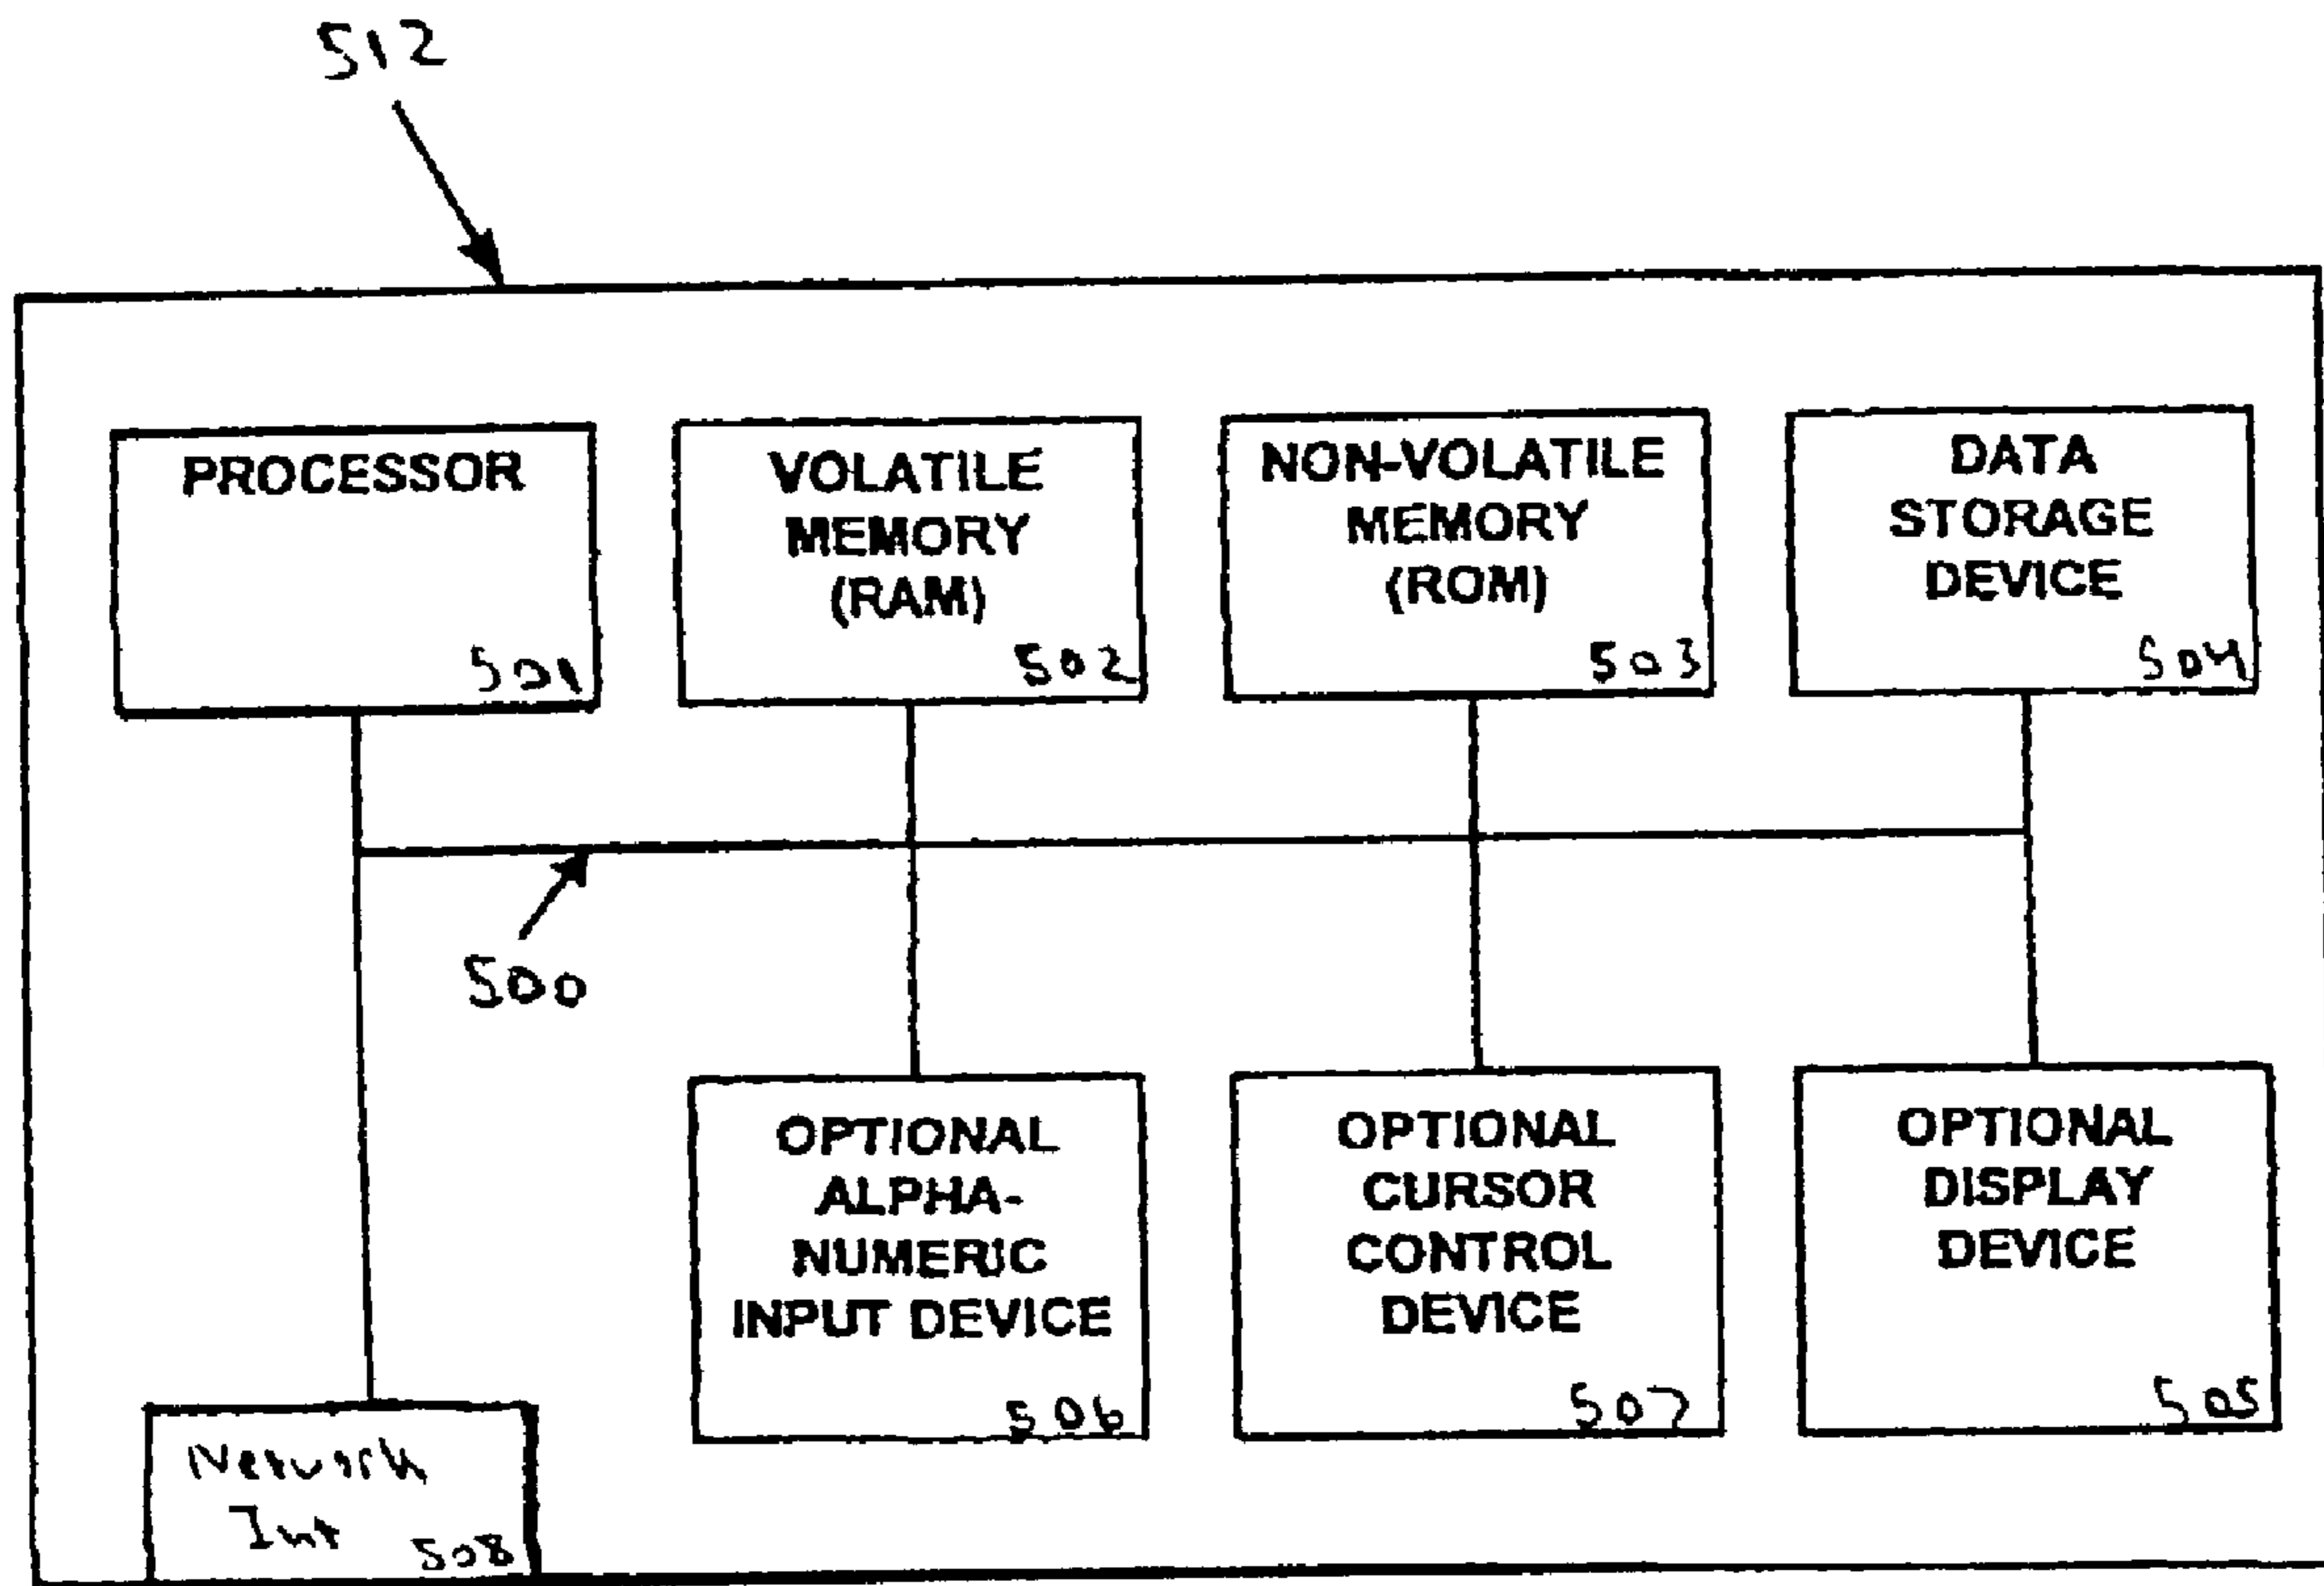 512
PROCESSOR
501
VOLATILE
MEMORY
(RAM)
502
NON-VOLATILE
MEMORY
(ROM)
503
DATA
STORAGE
DEVICE
504
500
OPTIONAL
ALPHA-
NUMERIC
INPUT DEVICE
506
OPTIONAL
CURSOR
CONTROL
DEVICE
507
OPTIONAL
DISPLAY
DEVICE
505
Network
Int
508